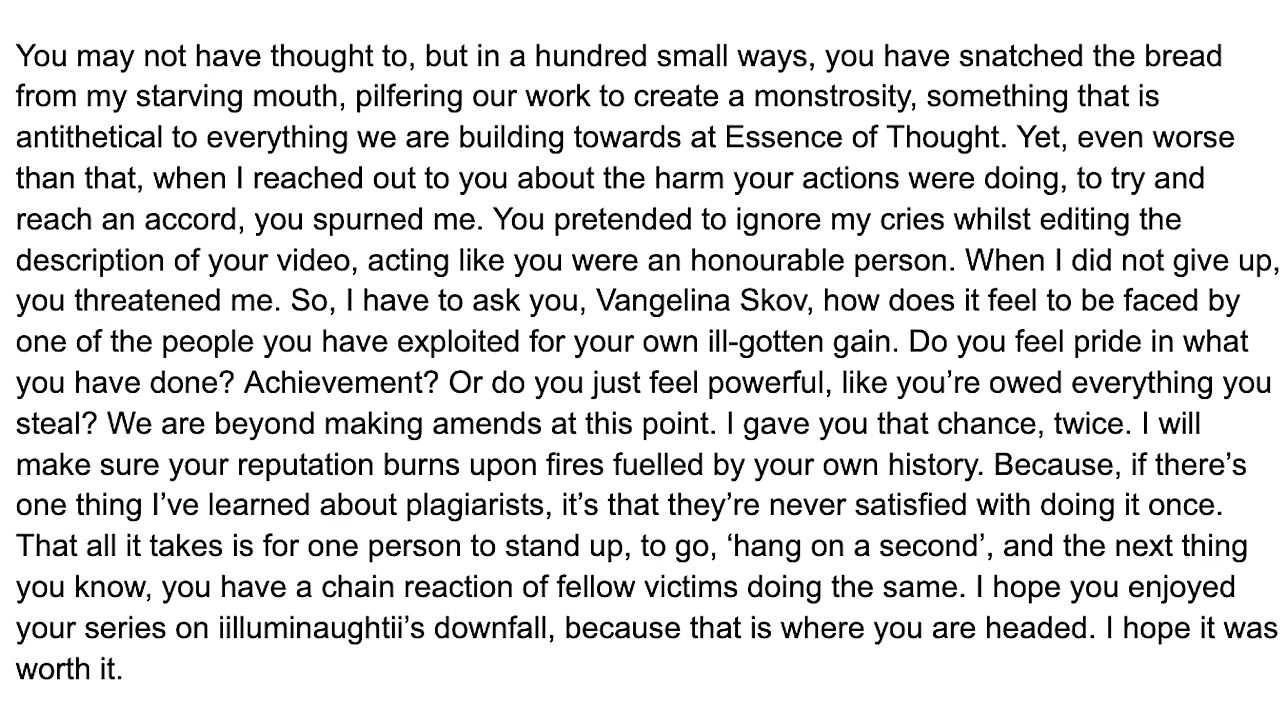 You may not have thought to, but in a hundred small ways, you have snatched the bread
from my starving mouth, pilfering our work to create a monstrosity, something that is
antithetical to everything we are building towards at Essence of Thought. Yet, even worse
than that, when I reached out to you about the harm your actions were doing, to try and
reach an accord, you spurned me. You pretended to ignore my cries whilst editing the
description of your video, acting like you were an honourable person. When I did not give up,
you threatened me. So, I have to ask you, Vangelina Skov, how does it feel to be faced by
one of the people you have exploited for your own ill-gotten gain. Do you feel pride in what
you have done? Achievement? Or do you just feel powerful, like you’re owed everything you
steal? We are beyond making amends at this point. I gave you that chance, twice. I will
make sure your reputation burns upon fires fuelled by your own history. Because, if there’s
one thing I’ve learned about plagiarists, it’s that they’re never satisfied with doing it once.
That all it takes is for one person to stand up, to go, ‘hang on a second’, and the next thing
you know, you have a chain reaction of fellow victims doing the same. I hope you enjoyed
your series on iilluminaughtii’s downfall, because that is where you are headed. I hope it was
worth it.